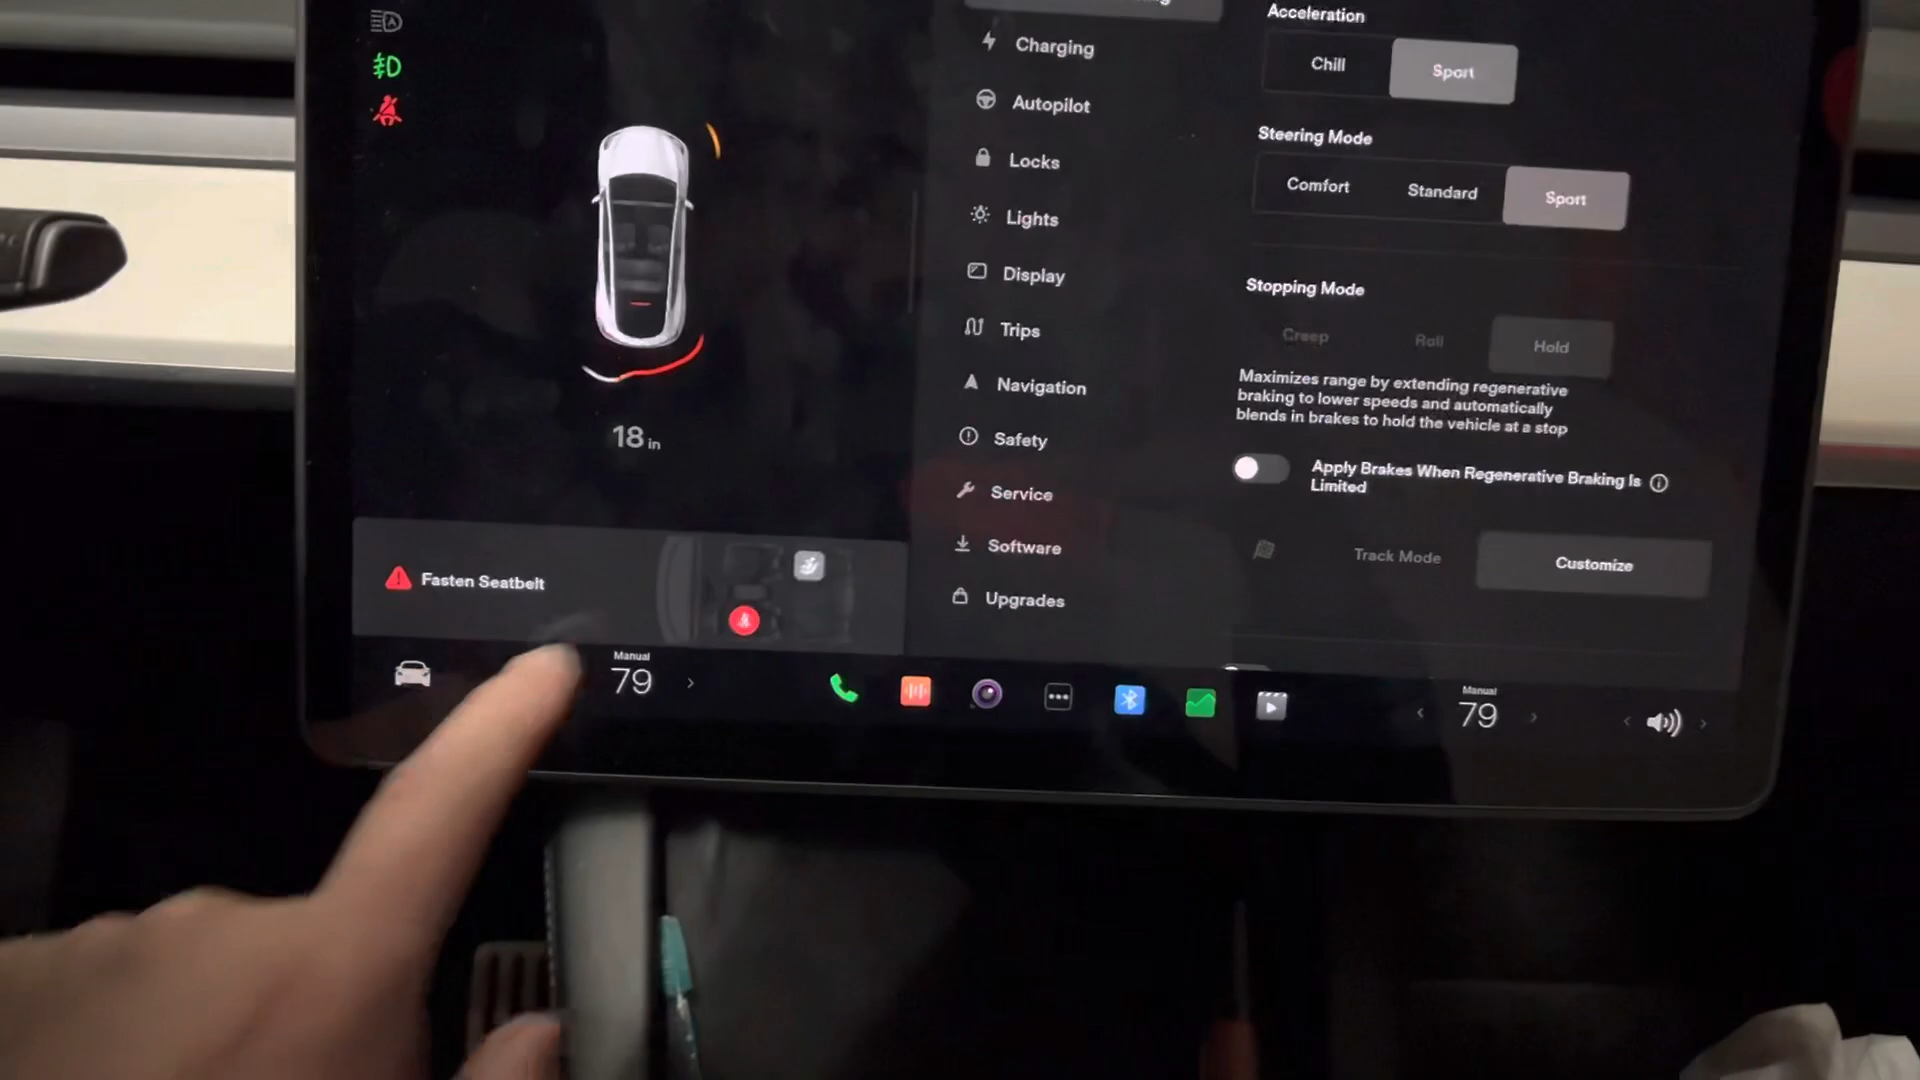 Charging
Autopilot
Locks
Lights
Display
Trips
Navigation
Safety
Service
Software
Upgrades
Acceleration
Chill
Sport
Steering Mode
Comfort
Standard
Sport
Stopping Mode
Creep
Roll
Hold
Maximizes range by extending regenerative
braking to lower speeds and automatically
blends in brakes to hold the vehicle at a stop
Apply Brakes When Regenerative Braking Is
Limited
Track Mode
Customize
18 in
Fasten Seatbelt
Manual
79
Manual
79